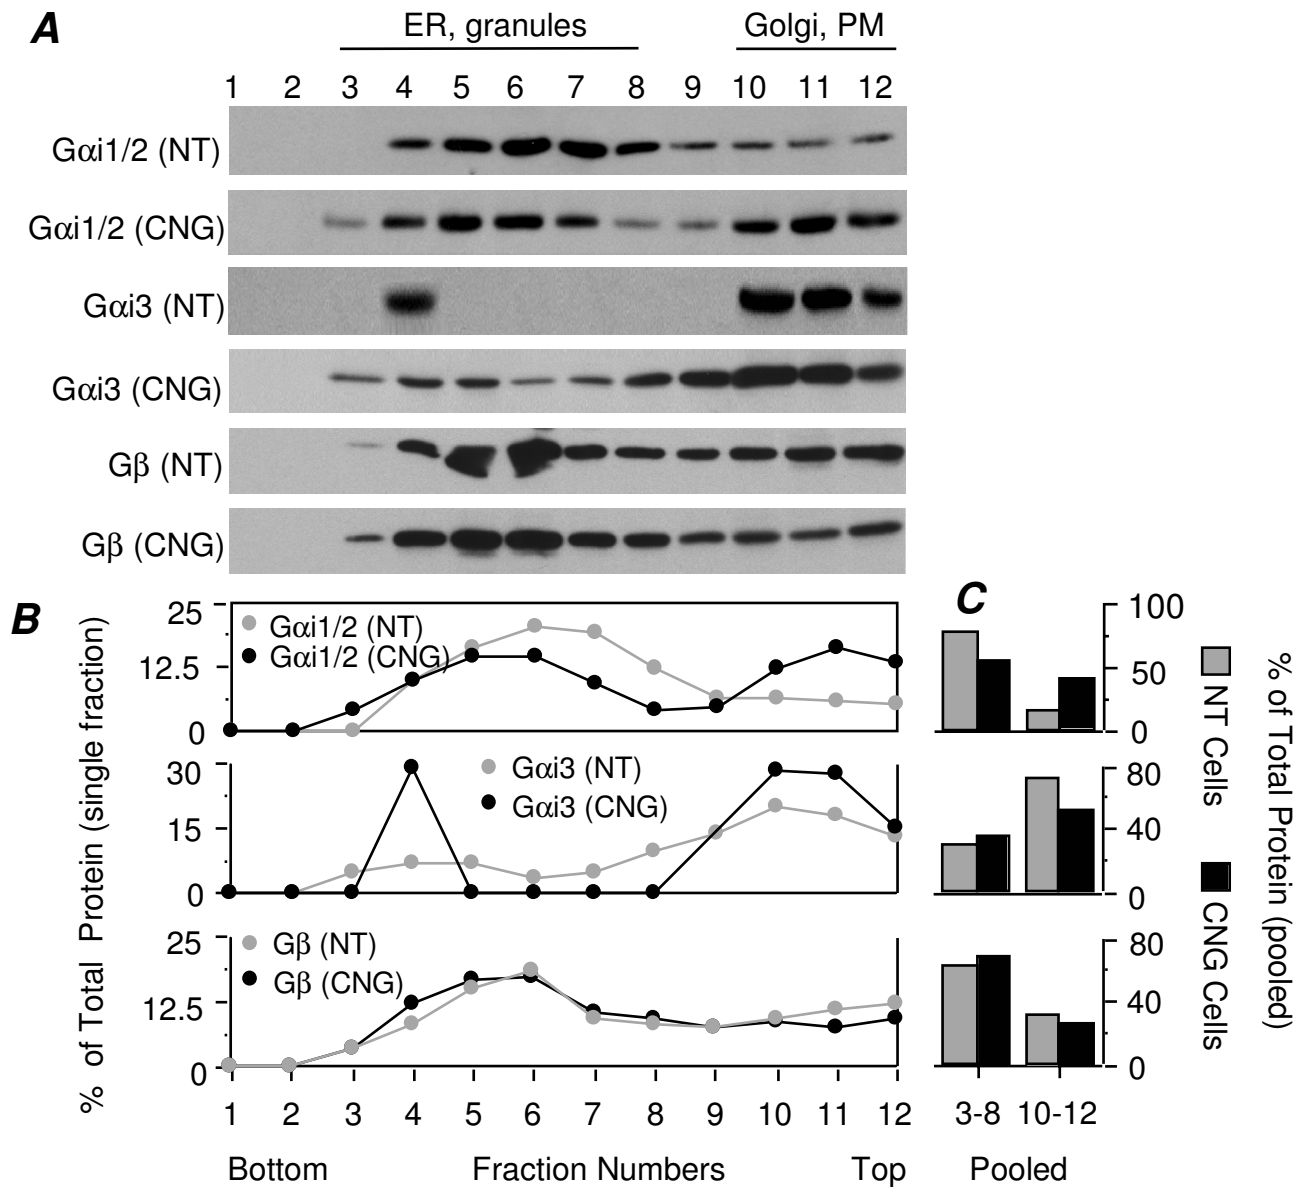 A
ER, granules
Golgi, PM
1 2 3 4 5 6 7 8 9 10 11 12
Gαi1/2 (NT)
Gαi1/2 (CNG)
Gαi3 (NT)
Gαi3 (CNG)
Gβ (NT)
Gβ (CNG)
B
% of Total Protein (single fraction)
25
12.5
0
Gαi1/2 (NT)
Gαi1/2 (CNG)
30
15
0
Gαi3 (NT)
Gαi3 (CNG)
25
12.5
0
Gβ (NT)
Gβ (CNG)
1 2 3 4 5 6 7 8 9 10 11 12
Bottom
Fraction Numbers
Top
C
100
50
0
80
40
0
80
40
0
3-8 10-12
Pooled
NT Cells
CNG Cells
% of Total Protein (pooled)